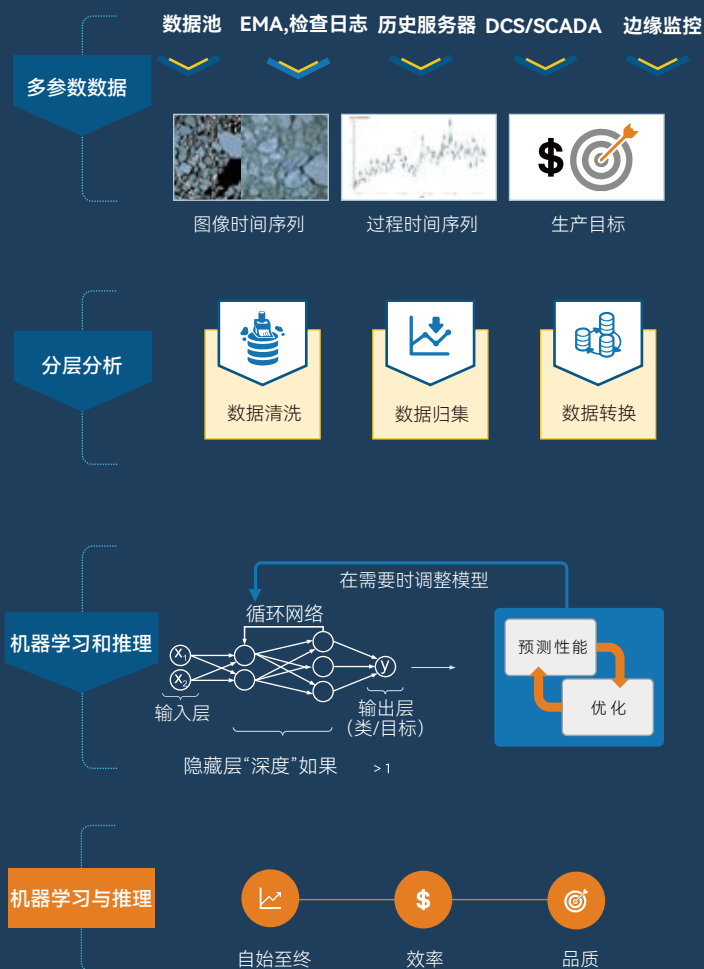 数据池 EMA,检查日志 历史服务器 DCS/SCADA 边缘监控
多参数数据
$
图像时间序列 过程时间序列 生产目标
分层分析
数据清洗 数据归集 数据转换
在需要时调整模型
循环网络
机器学习和推理
x₁
x₂
y
预测性能
优化
输入层
输出层
(类/目标)
隐藏层“深度”如果 > 1
机器学习与推理
$
自始至终 效率 品质